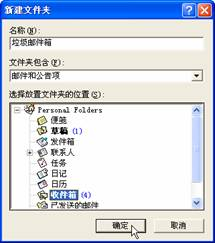 新建文件夹
名称(N):
垃圾邮件箱
文件夹包含(F):
邮件和公告项
选择放置文件夹的位置(S):
Personal Folders
便笺
草稿 (1)
发件箱
联系人
任务
日记
日历
收件箱 (4)
已发送的邮件
确定
取消